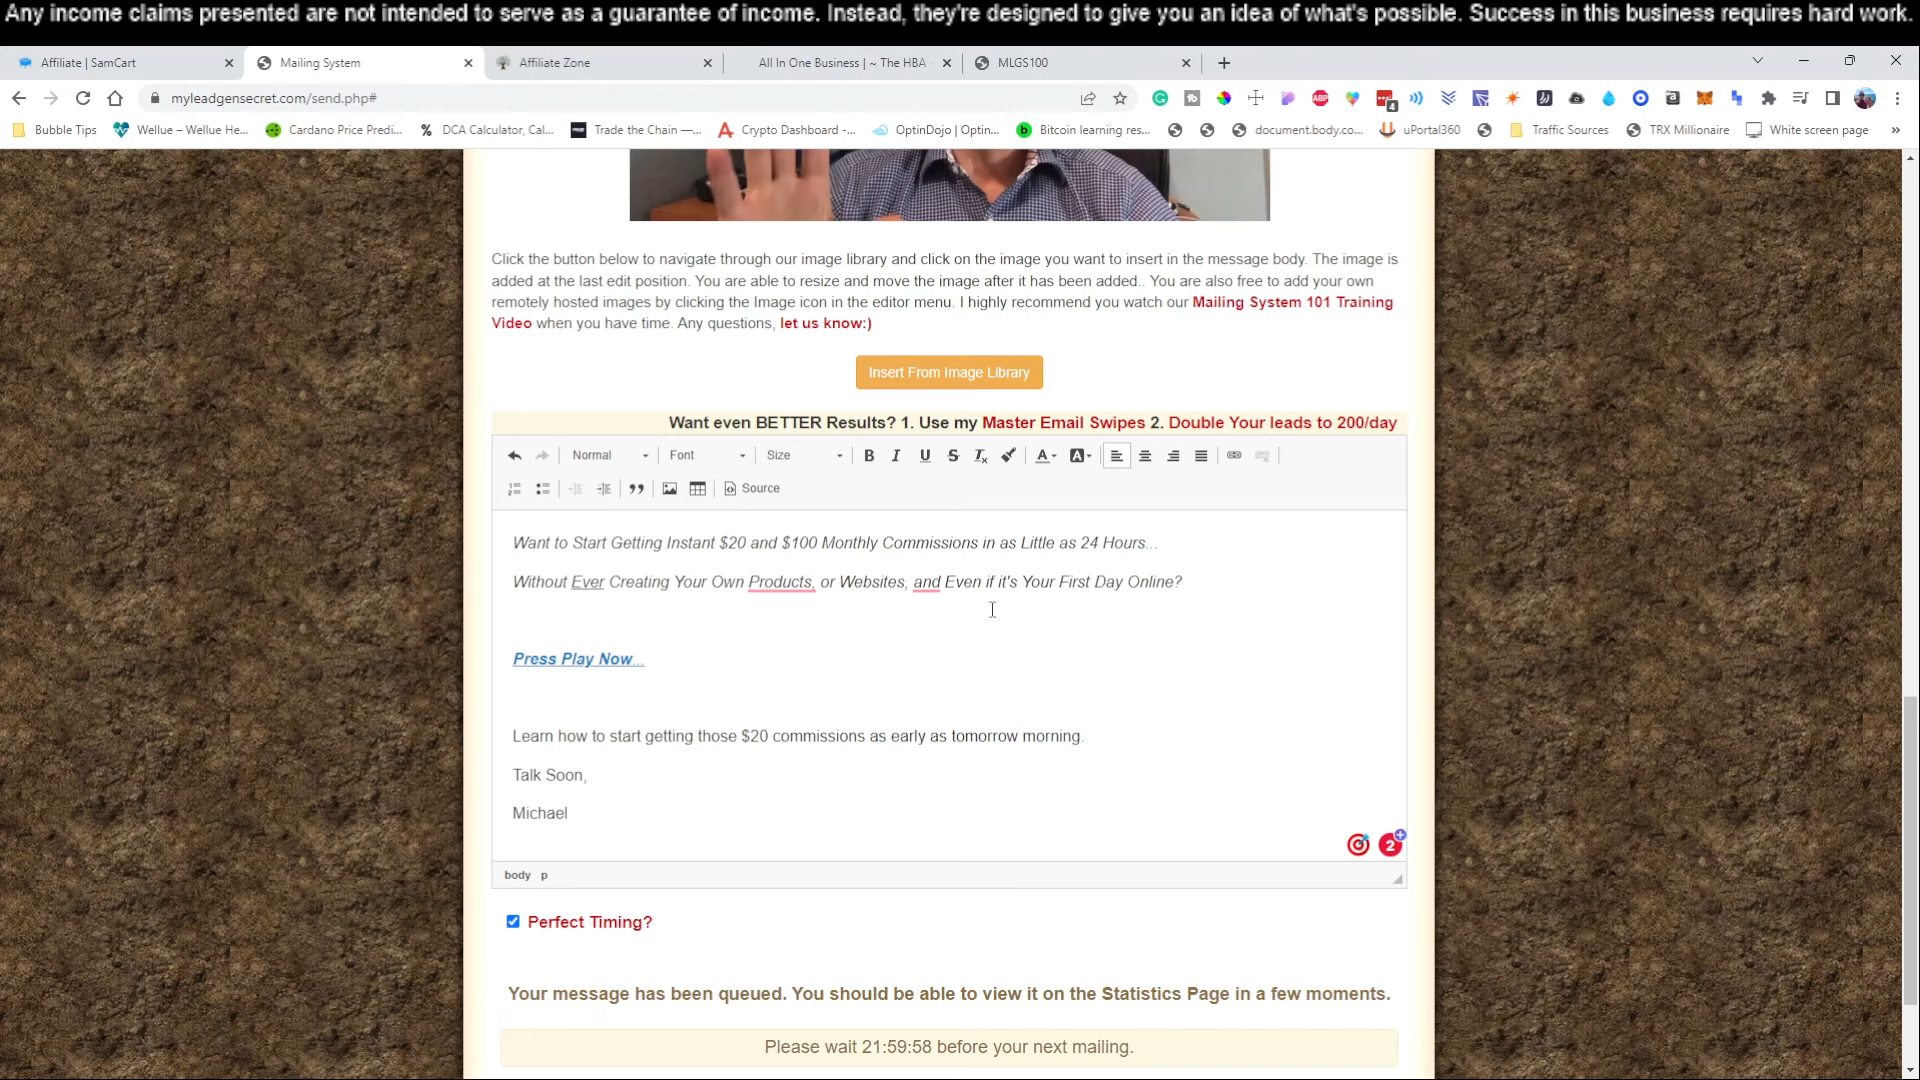 Any income claims presented are not intended to serve as a guarantee of income. Instead, they're designed to give you an idea of what's possible. Success in this business requires hard work.
Affiliate | SamCart
Mailing System
Affiliate Zone
All In One Business | ~ The HBA
MLGS100
myleadgensecret.com/send.php#
Bubble Tips
Wellue – Wellue He...
Cardano Price Predi...
DCA Calculator, Cal...
Trade the Chain —...
Crypto Dashboard -...
OptinDojo | Optin...
Bitcoin learning res...
document.body.co...
uPortal360
Traffic Sources
TRX Millionaire
White screen page
Click the button below to navigate through our image library and click on the image you want to insert in the message body. The image is
added at the last edit position. You are able to resize and move the image after it has been added.. You are also free to add your own
remotely hosted images by clicking the Image icon in the editor menu. I highly recommend you watch our Mailing System 101 Training
Video when you have time. Any questions, let us know:)
Insert From Image Library
Want even BETTER Results? 1. Use my Master Email Swipes 2. Double Your leads to 200/day
Normal
Font
Size
Source
Want to Start Getting Instant $20 and $100 Monthly Commissions in as Little as 24 Hours...
Without Ever Creating Your Own Products, or Websites, and Even if it's Your First Day Online?
Press Play Now...
Learn how to start getting those $20 commissions as early as tomorrow morning.
Talk Soon,
Michael
2
body p
Perfect Timing?
Your message has been queued. You should be able to view it on the Statistics Page in a few moments.
Please wait 21:59:58 before your next mailing.